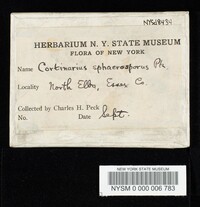 NYSd8439
HERBARIUM N. Y. STATE MUSEUM
FLORA OF NEW YORK
Name Cortinarius sphaerosporus Pk
Locality North Elba, Essex Co.
Collected by Charles H. Peck
No. Date Sept.
NEW YORK STATE MUSEUM
NYSM 0 000 006 783